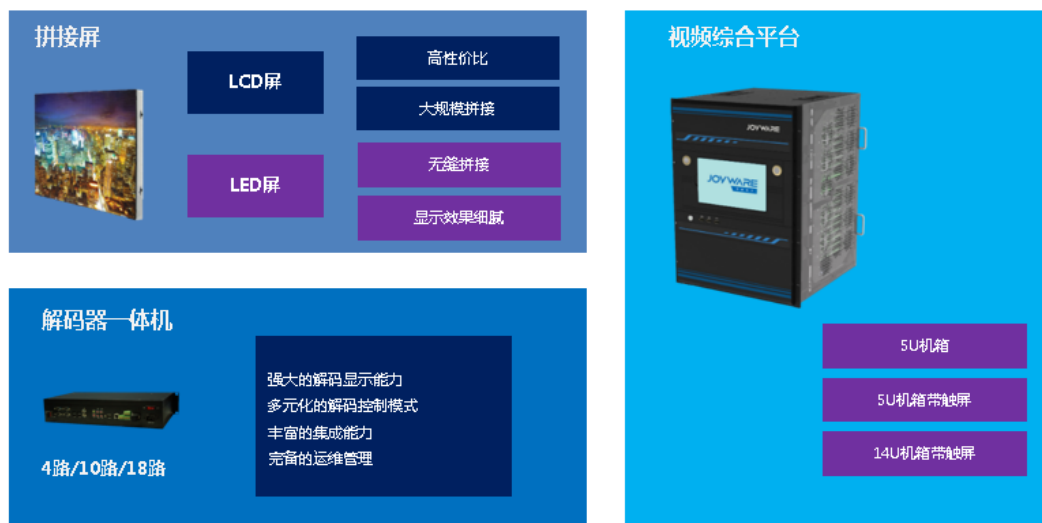 拼接屏
LCD屏
高性价比
大规模拼接
LED屏
无缝拼接
显示效果细腻
解码器一体机
4路/10路/18路
强大的解码显示能力
多元化的解码控制模式
丰富的集成能力
完备的运维管理
视频综合平台
JOYWARE
JOYWARE
5U机箱
5U机箱带触屏
14U机箱带触屏